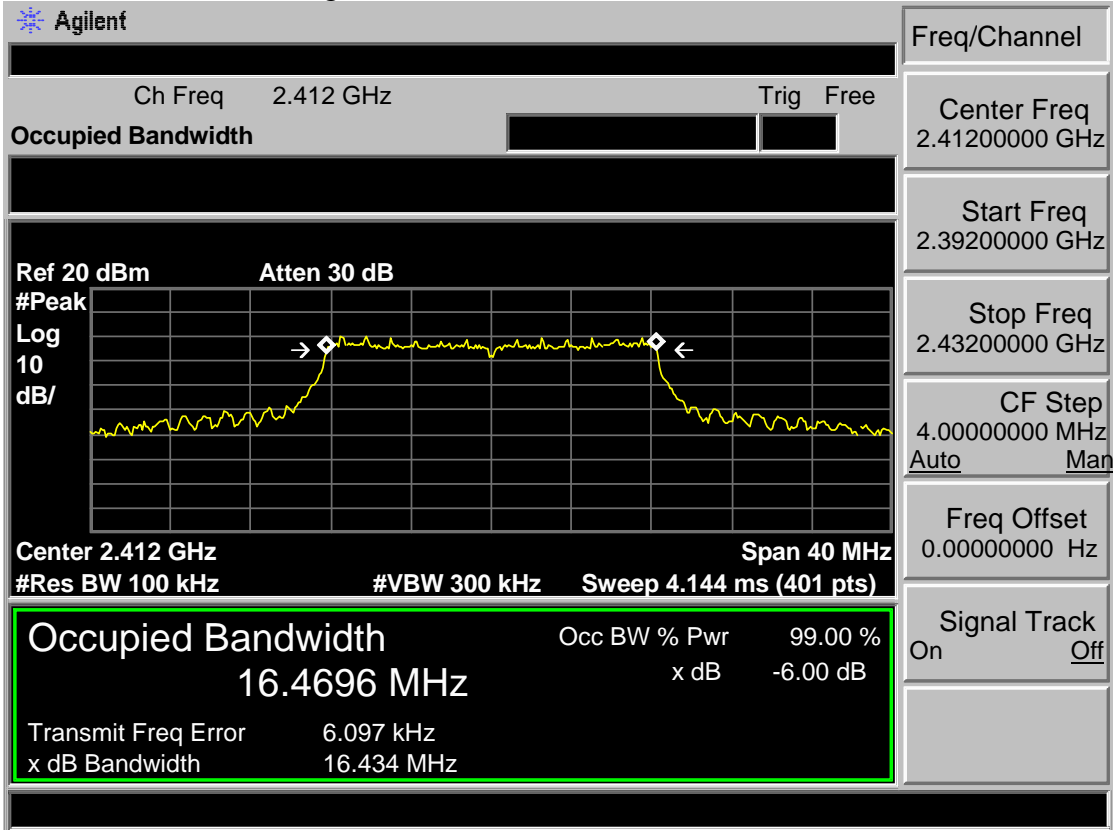 Agilent
Freq/Channel
Ch Freq 2.412 GHz Trig Free
Occupied Bandwidth
Center Freq
2.41200000 GHz
Start Freq
2.39200000 GHz
Stop Freq
2.43200000 GHz
CF Step
4.00000000 MHz
Auto Man
Freq Offset
0.00000000 Hz
Signal Track
On Off
Ref 20 dBm Atten 30 dB
#Peak
Log
10
dB/
Center 2.412 GHz Span 40 MHz
#Res BW 100 kHz #VBW 300 kHz Sweep 4.144 ms (401 pts)
Occupied Bandwidth Occ BW % Pwr 99.00 %
16.4696 MHz x dB -6.00 dB
Transmit Freq Error 6.097 kHz
x dB Bandwidth 16.434 MHz